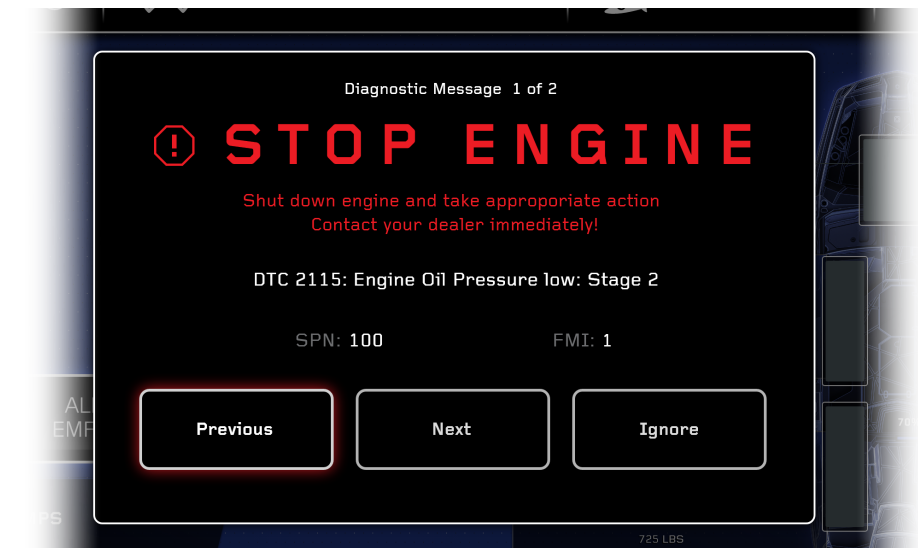 Diagnostic Message 1 of 2
STOP ENGINE
Shut down engine and take approporiate action
Contact your dealer immediately!
DTC 2115: Engine Oil Pressure low: Stage 2
SPN: 100 FMI: 1
Previous Next Ignore
725 LBS